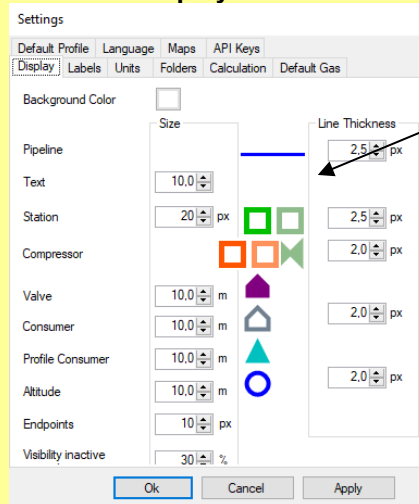 Settings
Default Profile Language Maps API Keys
Display Labels Units Folders Calculation Default Gas
Background Color
Size Line Thickness
Pipeline 2,5 px
Text 10,0
Station 20 px 2,5 px
Compressor 2,0 px
Valve 10,0 m
Consumer 10,0 m 2,0 px
Profile Consumer 10,0 m
Altitude 10,0 m 2,0 px
Endpoints 10 px
Visibility inactive 30 %
Ok Cancel Apply